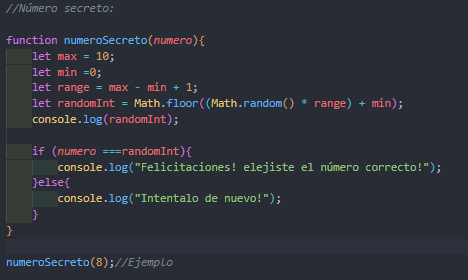 //Número secreto:
function numeroSecreto(numero){
let max = 10;
let min =0;
let range = max - min + 1;
let randomInt = Math.floor((Math.random() * range) + min);
console.log(randomInt);
if (numero ===randomInt){
console.log("Felicitaciones! elejiste el número correcto!");
}else{
console.log("Intentalo de nuevo!");
}
}
numeroSecreto(8);//Ejemplo